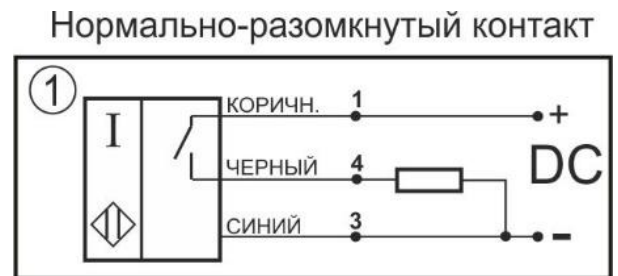 Нормально-разомкнутый контакт
1
КОРИЧН. 1 +
I
ЧЕРНЫЙ 4 DC
СИНИЙ 3 -